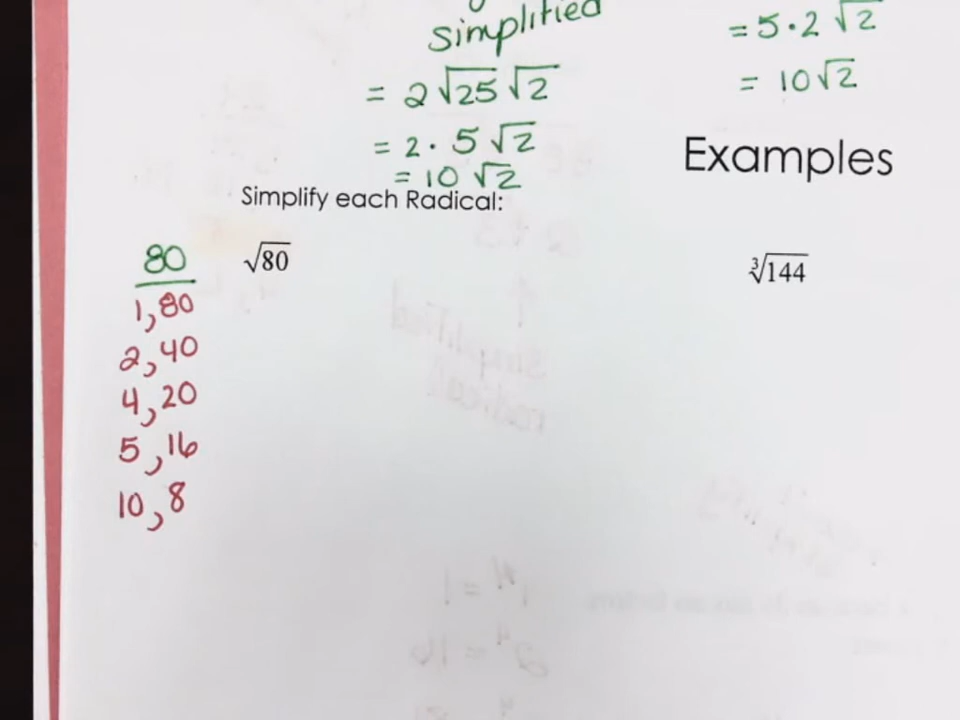 simplified
= 2 √25 √2
= 2 · 5 √2
= 10 √2
= 5 · 2 √2
= 10 √2
Examples
Simplify each Radical:
80
1, 80
2, 40
4, 20
5, 16
10, 8
√80
∛144